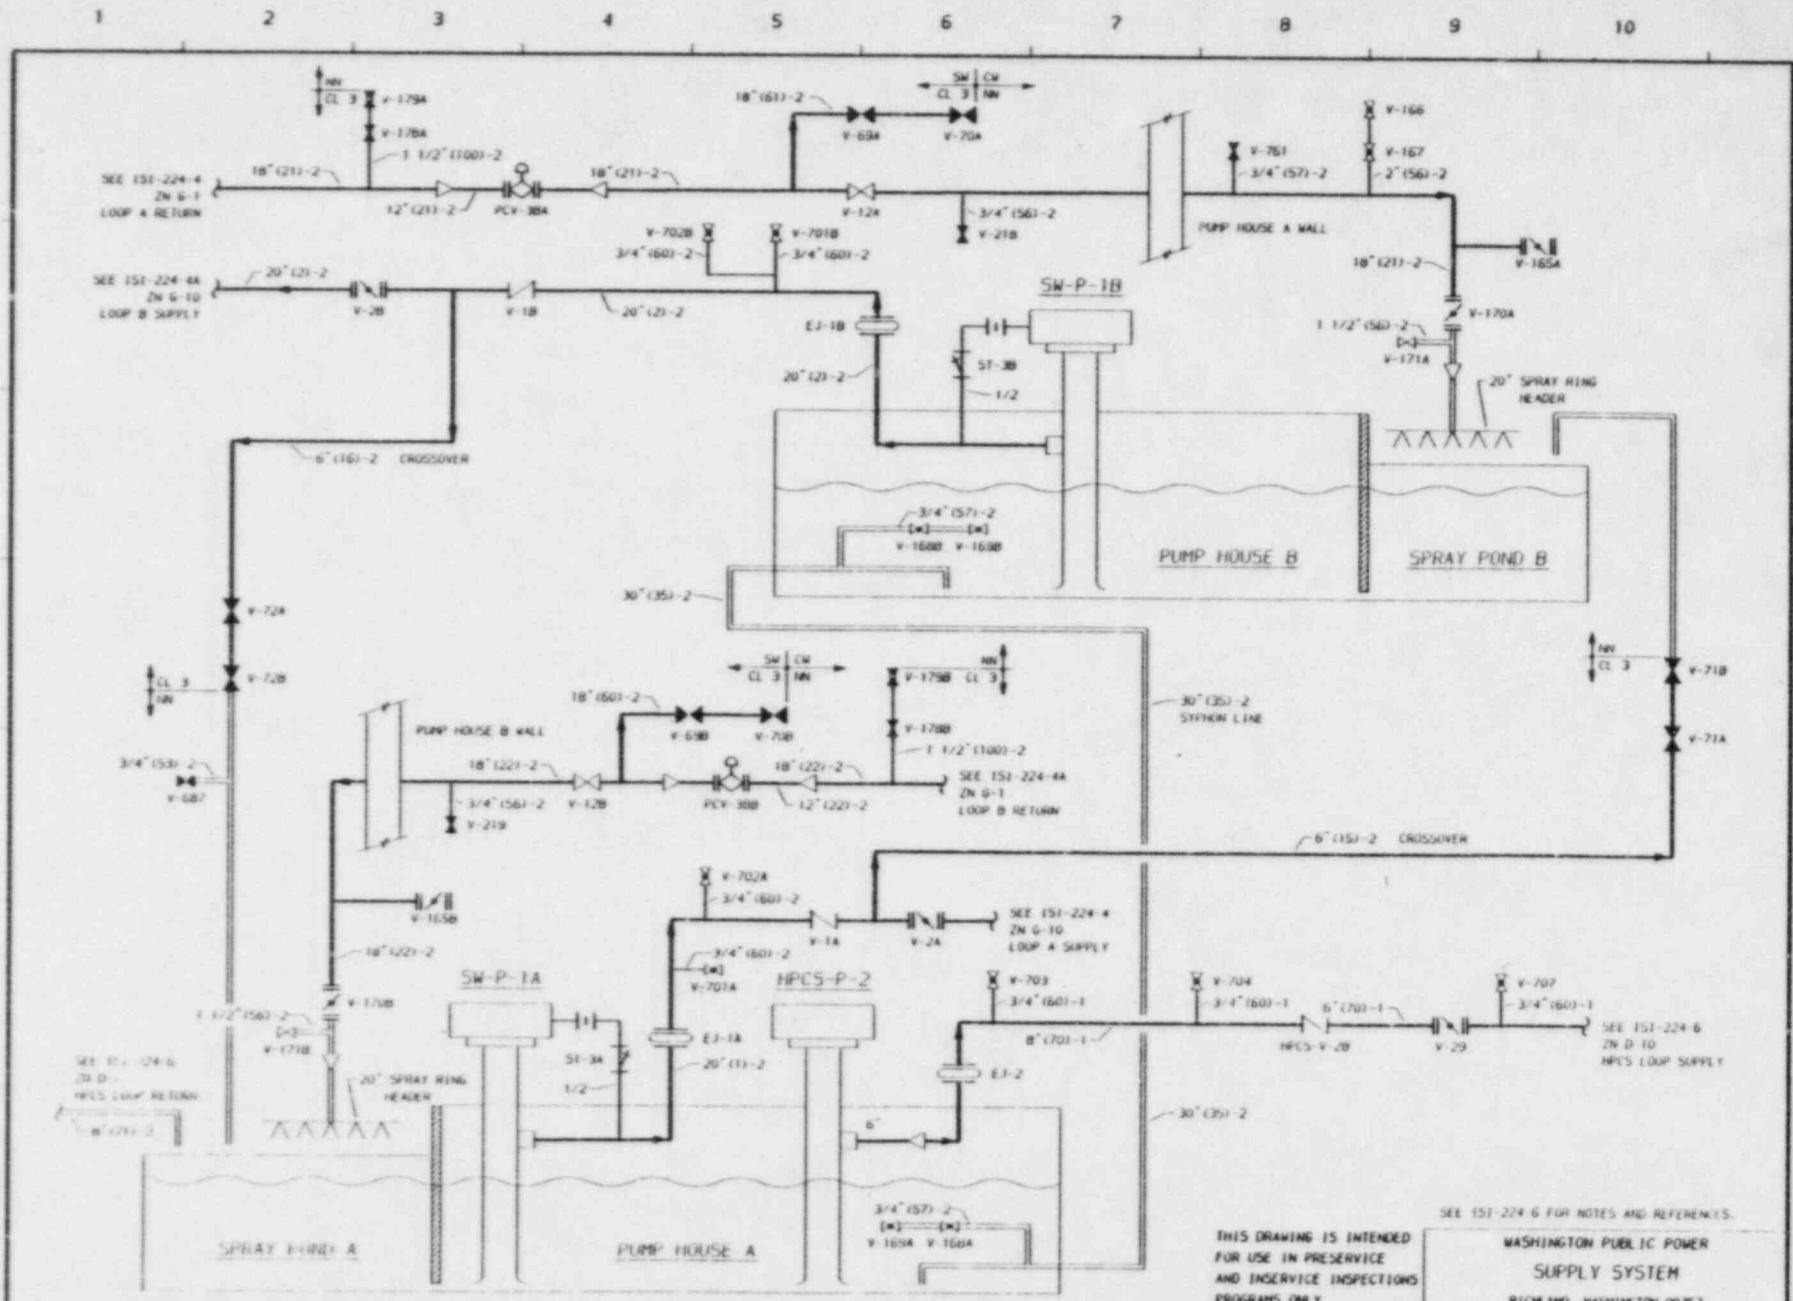 1 2 3 4 5 6 7 8 9 10
NN
CL 3
V-179A
V-178A
1 1/2"(100)-2
18"(21)-2
SEE ISI-224-4
ZN G-1
LOOP A RETURN
12"(21)-2
PCV-38A
18"(21)-2
18"(61)-2
SW CW
CL 3 NN
V-69A
V-70A
V-12A
3/4"(56)-2
V-218
PUMP HOUSE A WALL
V-761
3/4"(57)-2
V-166
V-167
2"(56)-2
V-165A
18"(21)-2
V-170A
1 1/2"(56)-2
V-171A
20" SPRAY RING
HEADER
SEE ISI-224-4A
ZN G-10
LOOP B SUPPLY
20"(2)-2
V-2B
V-1B
20"(2)-2
V-702B
3/4"(60)-2
V-701B
3/4"(60)-2
EJ-1B
20"(2)-2
ST-3B
1/2
SW-P-1B
6"(16)-2 CROSSOVER
3/4"(57)-2
V-168B V-169B
PUMP HOUSE B
SPRAY POND B
30"(35)-2
V-72A
V-72B
CL 3
NN
3/4"(53)-2
V-687
PUMP HOUSE B WALL
18"(60)-2
SW CW
CL 3 NN
V-69B
V-70B
V-179B
NN
CL 3
V-178B
1 1/2"(100)-2
18"(22)-2
V-12B
PCV-38B
18"(22)-2
12"(22)-2
SEE ISI-224-4A
ZN G-1
LOOP B RETURN
3/4"(56)-2
V-219
30"(35)-2
SYPHON LINE
NN
CL 3
V-71B
V-71A
6"(15)-2 CROSSOVER
V-165B
18"(22)-2
V-170B
1 1/2"(56)-2
V-171B
20" SPRAY RING
HEADER
V-702A
3/4"(60)-2
V-1A
V-2A
SEE ISI-224-4
ZN G-10
LOOP A SUPPLY
3/4"(60)-2
V-701A
SW-P-1A
HPCS-P-2
ST-3A
1/2
EJ-1A
20"(1)-2
V-703
3/4"(60)-1
V-704
3/4"(60)-1
V-707
3/4"(60)-1
6"(70)-1
8"(70)-1
HPCS-V-28
V-29
SEE ISI-224-6
ZN D-10
HPCS LOOP SUPPLY
EJ-2
6"
30"(35)-2
HPCS LOOP RETURN
8"(71)-2
SPRAY POND A
PUMP HOUSE A
3/4"(57)-2
V-169A V-168A
SEE ISI-224-6 FOR NOTES AND REFERENCES.
THIS DRAWING IS INTENDED
FOR USE IN PRESERVICE
AND INSERVICE INSPECTIONS
PROGRAMS ONLY
WASHINGTON PUBLIC POWER
SUPPLY SYSTEM